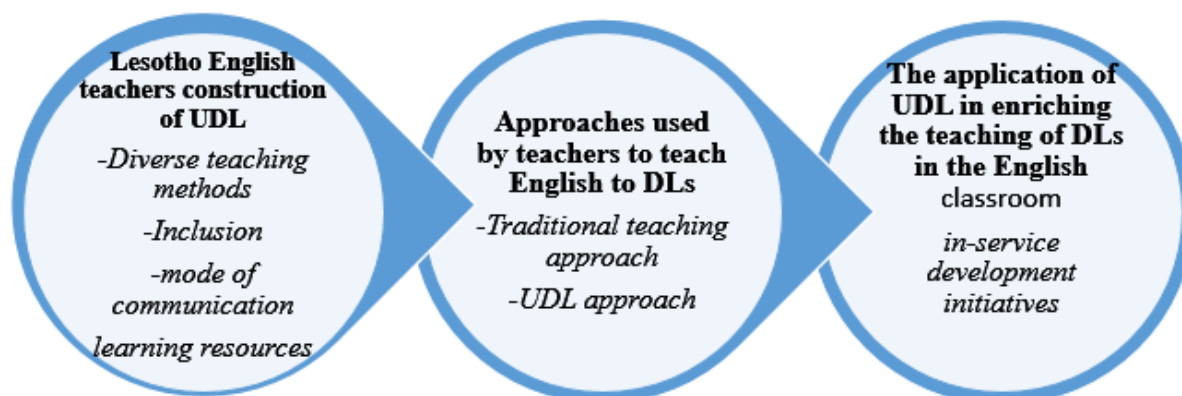 Lesotho English
teachers construction
of UDL
-Diverse teaching
methods
-Inclusion
-mode of
communication
learning resources
Approaches used
by teachers to teach
English to DLs
-Traditional teaching
approach
-UDL approach
The application of
UDL in enriching
the teaching of DLs
in the English
classroom
in-service
development
initiatives